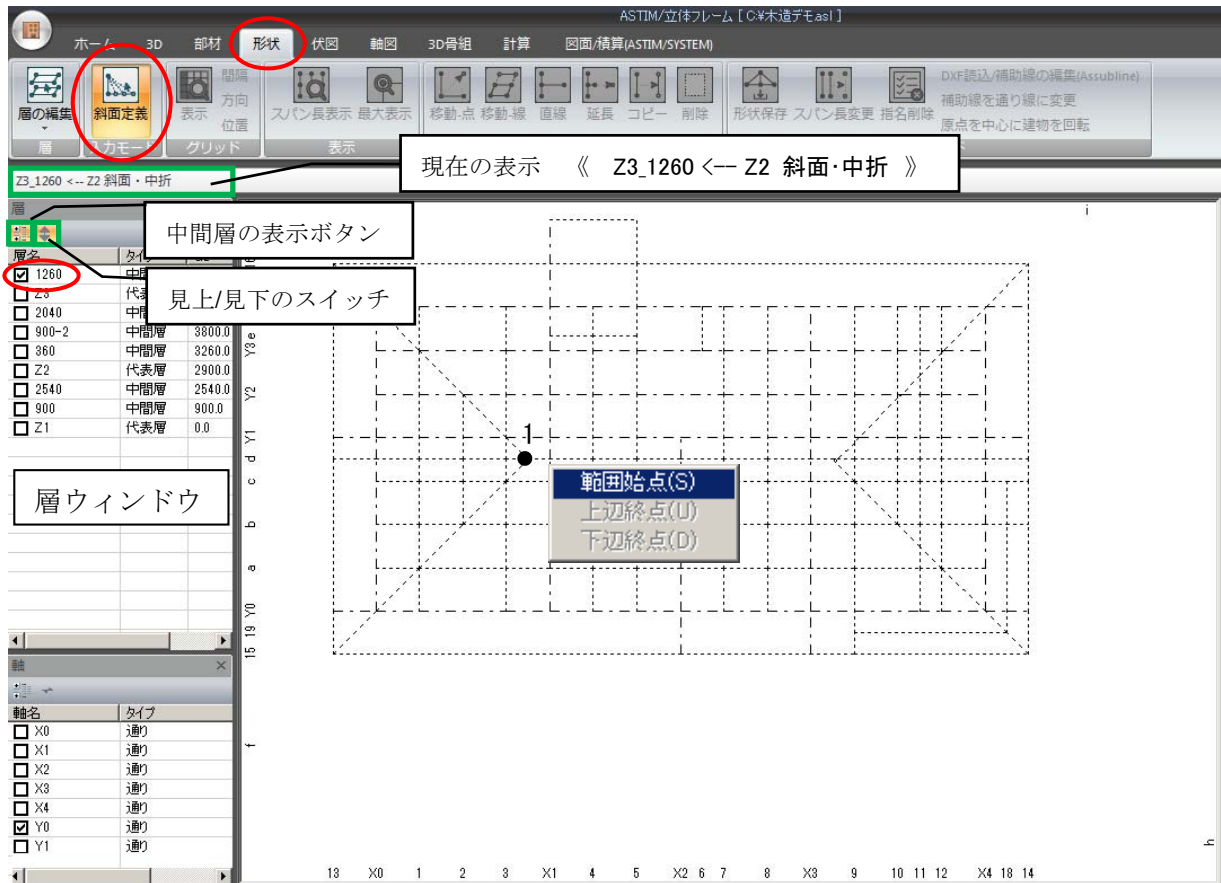 ASTIM/立体フレーム [ C:¥木造デモ.asl ]
ホーム 3D 部材 形状 伏図 軸図 3D骨組 計算 図面/積算(ASTIM/SYSTEM)
層の編集 斜面定義 表示 間隔 方向 位置 スパン長表示 最大表示 移動-点 移動-線 直線 延長 コピー 削除 形状保存 スパン長変更 指名削除 DXF読込/補助線の編集(Assubline)
補助線を通り線に変更
原点を中心に建物を回転
層 入力モード グリッド 表示
現在の表示 《 Z3_1260 <-- Z2 斜面・中折 》
Z3_1260 <-- Z2 斜面・中折
層
中間層の表示ボタン
見上/見下のスイッチ
層名
1260
Z3
2040
900-2 中間層 3800.0
360 中間層 3260.0
Z2 代表層 2900.0
2540 中間層 2540.0
900 中間層 900.0
Z1 代表層 0.0
層ウィンドウ
i
Y3 e
Y2
Y1
d
c
b
a
Y0
19
15
f
h
1
範囲始点(S)
上辺終点(U)
下辺終点(D)
軸
軸名 タイプ
X0 通り
X1 通り
X2 通り
X3 通り
X4 通り
Y0 通り
Y1 通り
13 X0 1 2 3 X1 4 5 X2 6 7 8 X3 9 10 11 12 X4 18 14